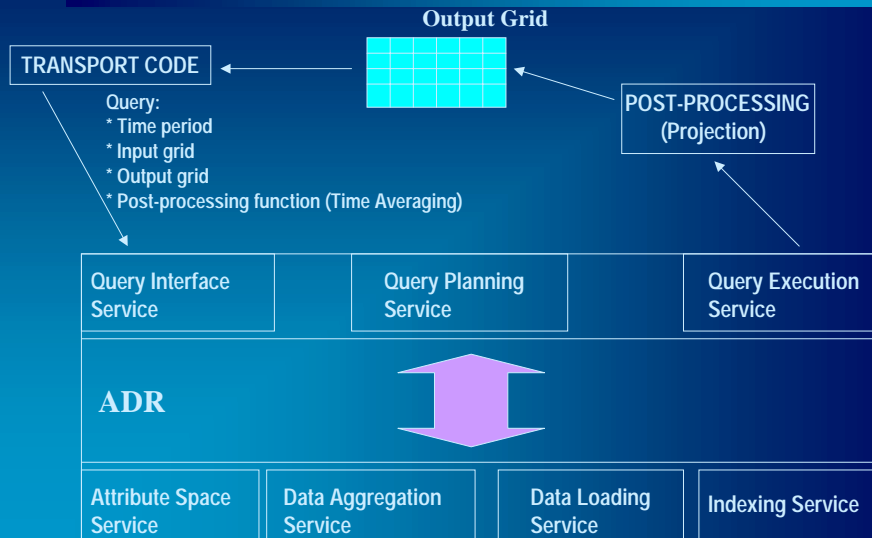 Output Grid
TRANSPORT CODE
Query:
* Time period
* Input grid
* Output grid
* Post-processing function (Time Averaging)
POST-PROCESSING
(Projection)
Query Interface
Service
Query Planning
Service
Query Execution
Service
ADR
Attribute Space
Service
Data Aggregation
Service
Data Loading
Service
Indexing Service